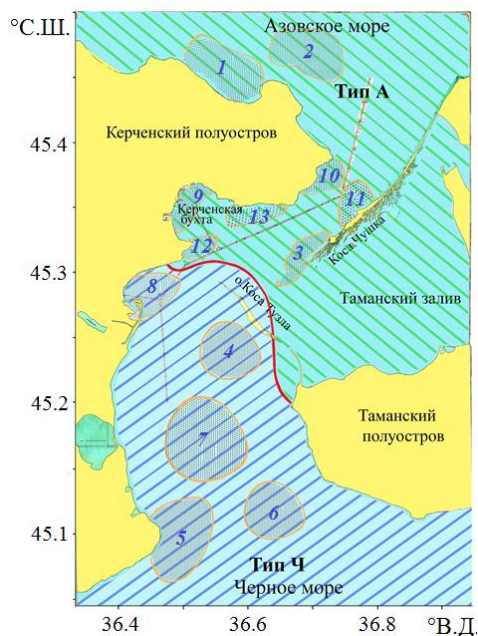 °С.Ш.
Азовское море
1
2
Тип А
45.4
Керченский полуостров
10
9
11
Керченская
бухта
13
12
3
Коса Чушка
45.3
8
о.Коса Тузла
Таманский залив
4
45.2
7
Таманский
полуостров
6
5
45.1
Тип Ч
Черное море
36.4
36.6
36.8
°В.Д.